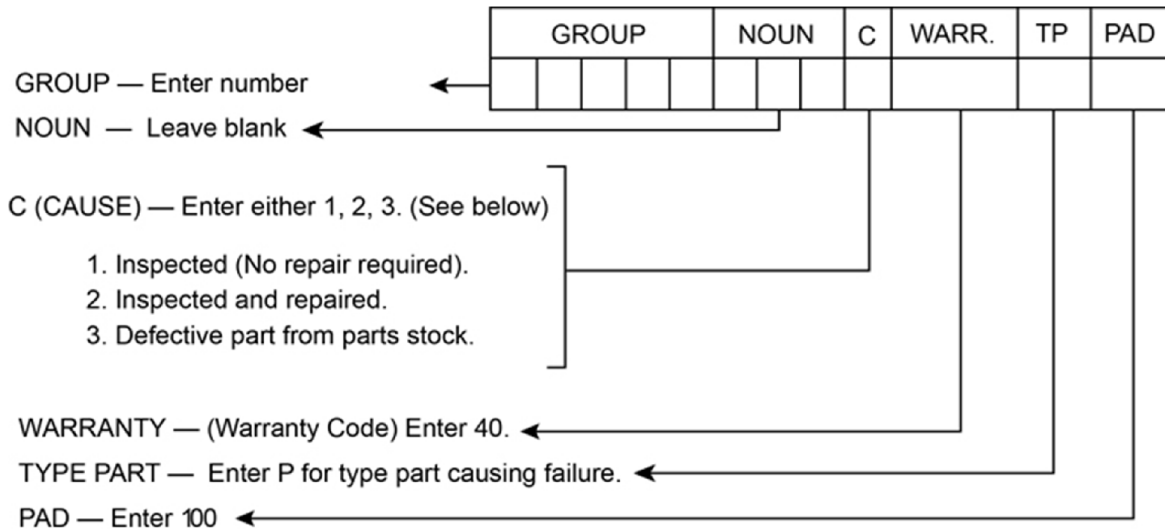 GROUP NOUN C WARR. TP PAD
GROUP — Enter number
NOUN — Leave blank
C (CAUSE) — Enter either 1, 2, 3. (See below)
1. Inspected (No repair required).
2. Inspected and repaired.
3. Defective part from parts stock.
WARRANTY — (Warranty Code) Enter 40.
TYPE PART — Enter P for type part causing failure.
PAD — Enter 100